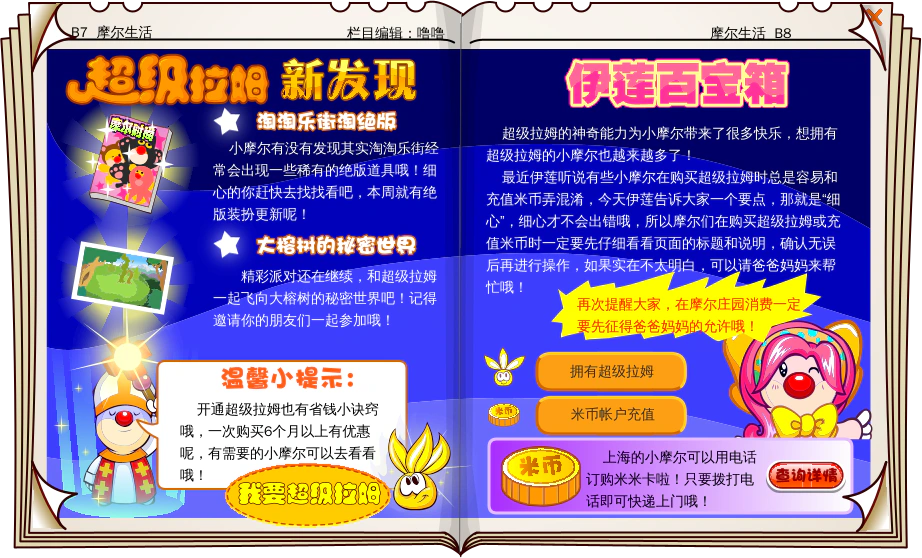 B7 摩尔生活
栏目编辑：噜噜
超级拉姆 新发现
摩尔时尚
淘淘乐街淘绝版
小摩尔有没有发现其实淘淘乐街经
常会出现一些稀有的绝版道具哦！细
心的你赶快去找找看吧，本周就有绝
版装扮更新呢！
大榕树的秘密世界
精彩派对还在继续，和超级拉姆
一起飞向大榕树的秘密世界吧！记得
邀请你的朋友们一起参加哦！
温馨小提示：
开通超级拉姆也有省钱小诀窍
哦，一次购买6个月以上有优惠
呢，有需要的小摩尔可以去看看
哦！
我要超级拉姆
摩尔生活 B8
伊莲百宝箱
超级拉姆的神奇能力为小摩尔带来了很多快乐，想拥有
超级拉姆的小摩尔也越来越多了！
最近伊莲听说有些小摩尔在购买超级拉姆时总是容易和
充值米币弄混淆，今天伊莲告诉大家一个要点，那就是“细
心”，细心才不会出错哦，所以摩尔们在购买超级拉姆或充
值米币时一定要先仔细看看页面的标题和说明，确认无误
后再进行操作，如果实在不太明白，可以请爸爸妈妈来帮
忙哦！
再次提醒大家，在摩尔庄园消费一定
要先征得爸爸妈妈的允许哦！
拥有超级拉姆
米币
米币帐户充值
米币
上海的小摩尔可以用电话
订购米米卡啦！只要拨打电
话即可快递上门哦！
查询详情